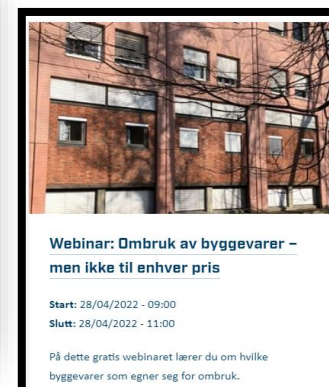 Webinar: Ombruk av byggevarer –
men ikke til enhver pris
Start: 28/04/2022 - 09:00
Slutt: 28/04/2022 - 11:00
På dette gratis webinaret lærer du om hvilke
byggevarer som egner seg for ombruk.